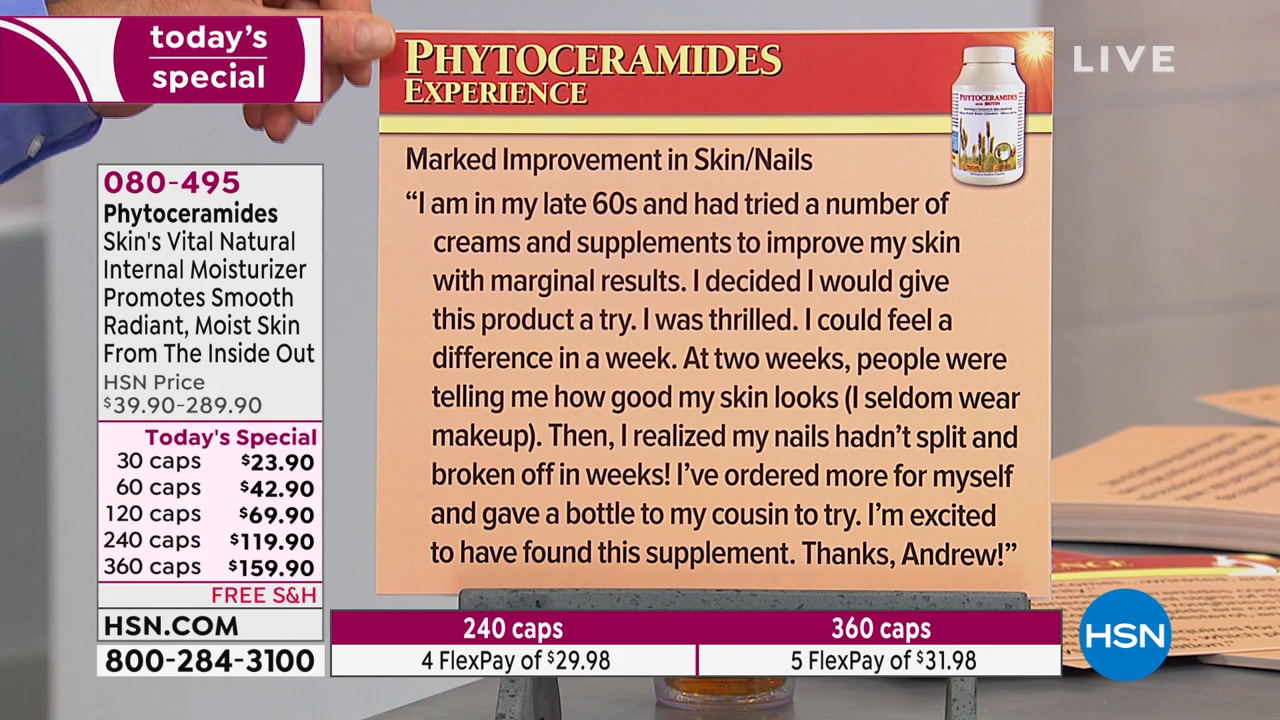 today's
special
LIVE
080-495
Phytoceramides
Skin's Vital Natural
Internal Moisturizer
Promotes Smooth
Radiant, Moist Skin
From The Inside Out
HSN Price
$39.90-289.90
Today's Special
30 caps $23.90
60 caps $42.90
120 caps $69.90
240 caps $119.90
360 caps $159.90
FREE S&H
HSN.COM
800-284-3100
PHYTOCERAMIDES
EXPERIENCE
PHYTOCERAMIDES
WITH BIOTIN
Marked Improvement in Skin/Nails
“I am in my late 60s and had tried a number of
creams and supplements to improve my skin
with marginal results. I decided I would give
this product a try. I was thrilled. I could feel a
difference in a week. At two weeks, people were
telling me how good my skin looks (I seldom wear
makeup). Then, I realized my nails hadn’t split and
broken off in weeks! I’ve ordered more for myself
and gave a bottle to my cousin to try. I’m excited
to have found this supplement. Thanks, Andrew!”
240 caps 360 caps
4 FlexPay of $29.98 5 FlexPay of $31.98
HSN